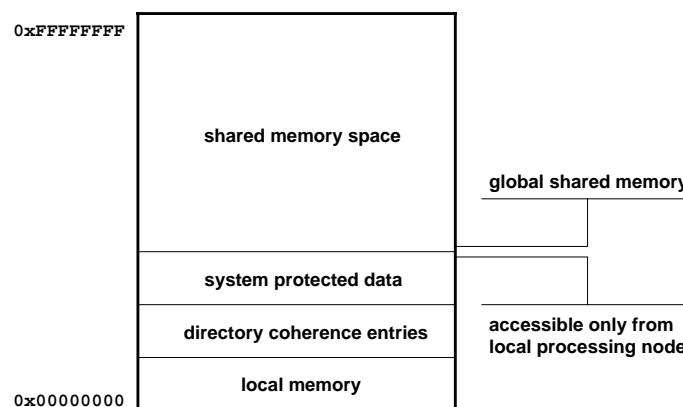 0xFFFFFFFF
shared memory space
global shared memory
system protected data
directory coherence entries
accessible only from
local processing node
local memory
0x00000000